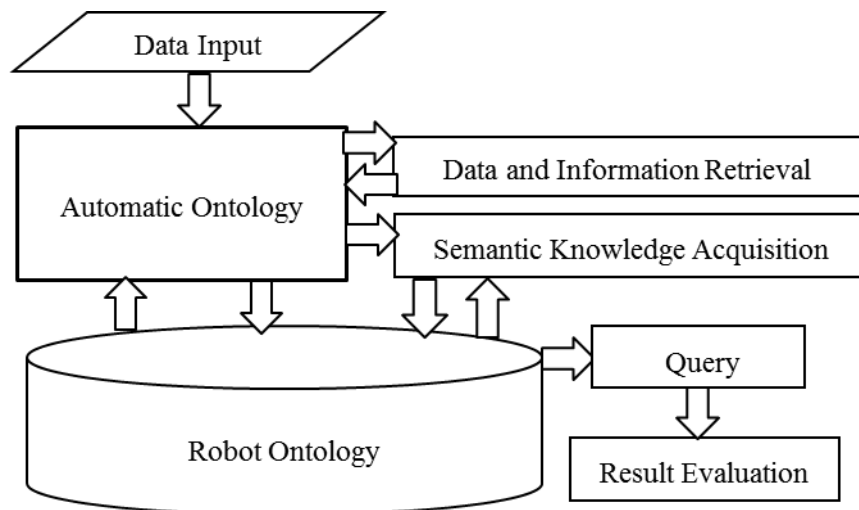 Data Input
Data and Information Retrieval
Automatic Ontology
Semantic Knowledge Acquisition
Query
Robot Ontology
Result Evaluation